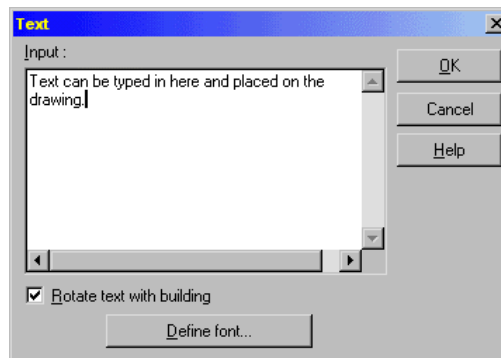 Text
Input :
Text can be typed in here and placed on the
drawing.
OK
Cancel
Help
Rotate text with building
Define font...